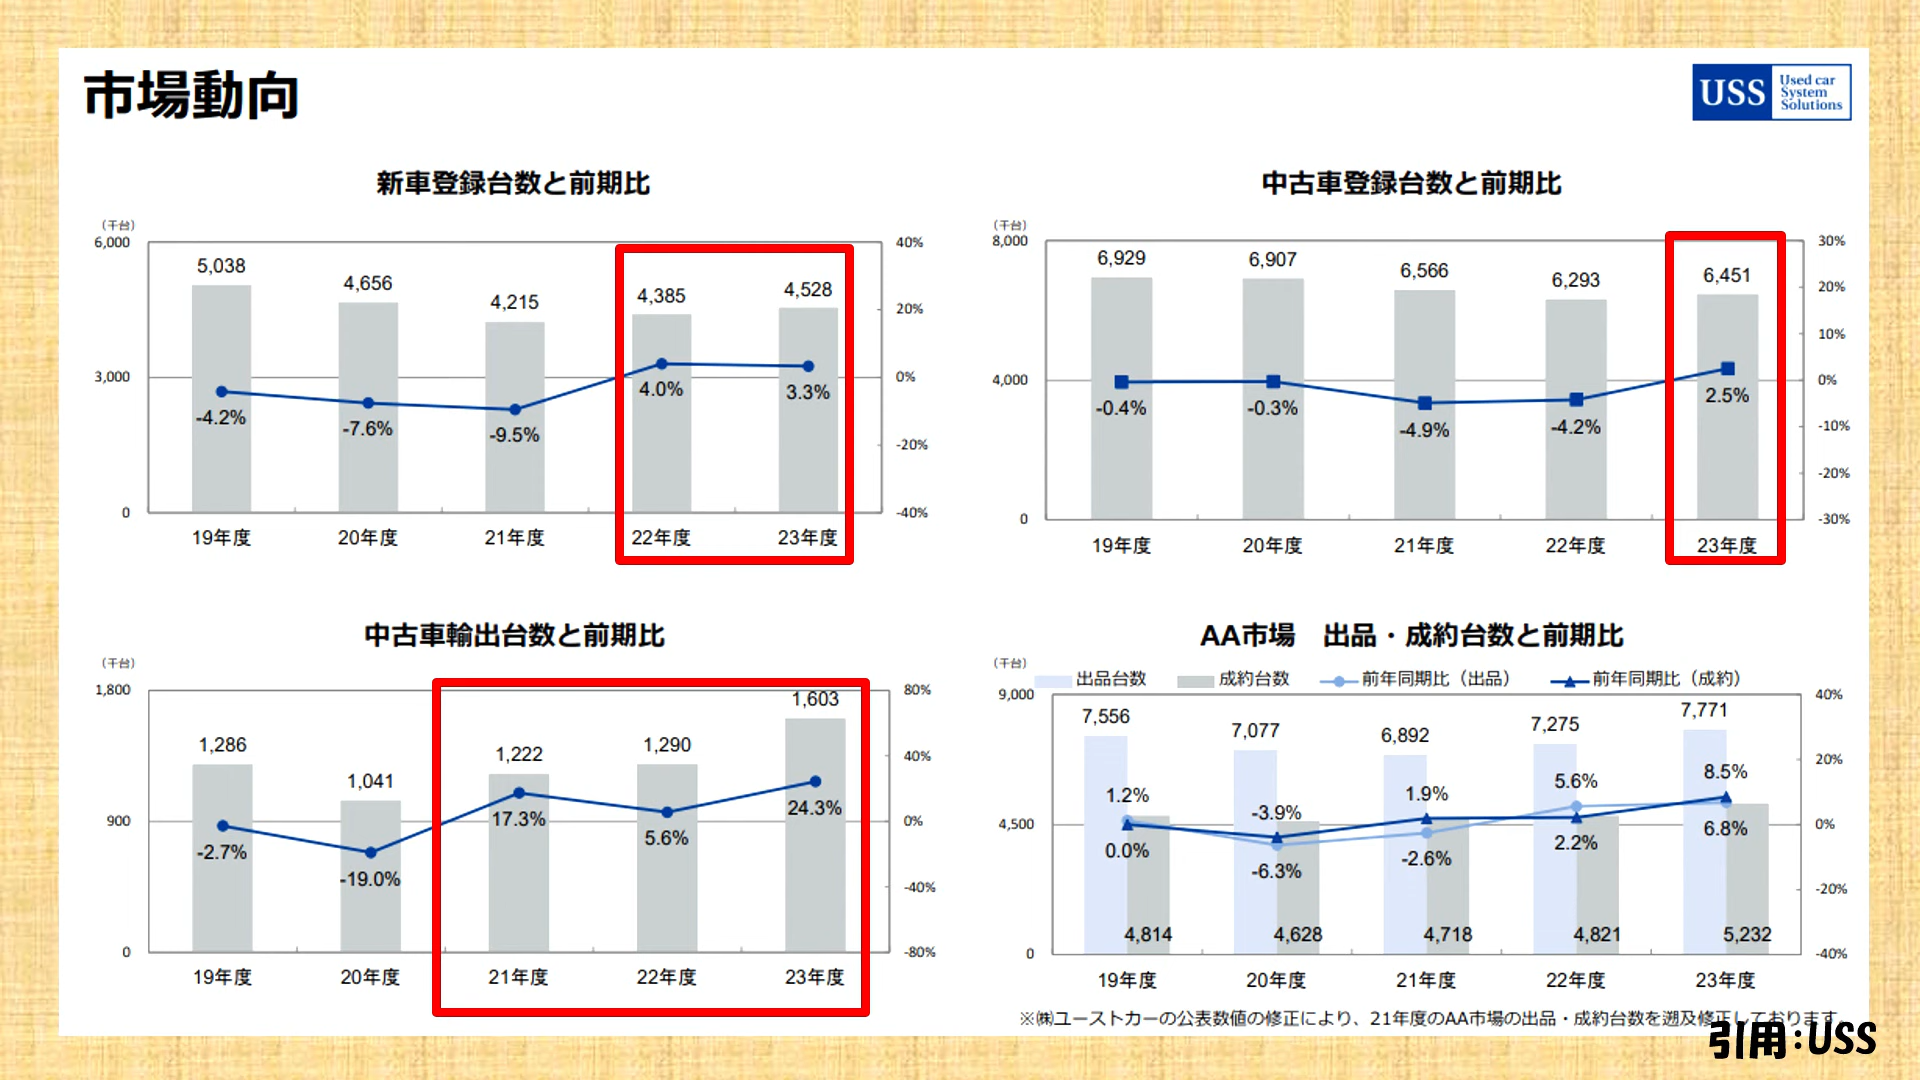 市場動向
USS Used car System Solutions
新車登録台数と前期比
(千台)
6,000
3,000
0
40%
20%
0%
-20%
-40%
5,038
4,656
4,215
4,385
4,528
-4.2%
-7.6%
-9.5%
4.0%
3.3%
19年度
20年度
21年度
22年度
23年度
中古車登録台数と前期比
(千台)
8,000
4,000
0
30%
20%
10%
0%
-10%
-20%
-30%
6,929
6,907
6,566
6,293
6,451
-0.4%
-0.3%
-4.9%
-4.2%
2.5%
19年度
20年度
21年度
22年度
23年度
中古車輸出台数と前期比
(千台)
1,800
900
0
80%
40%
0%
-40%
-80%
1,286
1,041
1,222
1,290
1,603
-2.7%
-19.0%
17.3%
5.6%
24.3%
19年度
20年度
21年度
22年度
23年度
AA市場 出品・成約台数と前期比
(千台)
出品台数
成約台数
前年同期比(出品)
前年同期比(成約)
9,000
4,500
0
40%
20%
0%
-20%
-40%
7,556
7,077
6,892
7,275
7,771
1.2%
-3.9%
1.9%
5.6%
8.5%
0.0%
-6.3%
-2.6%
2.2%
6.8%
4,814
4,628
4,718
4,821
5,232
19年度
20年度
21年度
22年度
23年度
※㈱ユーストカーの公表数値の修正により、21年度のAA市場の出品・成約台数を遡及修正しております。
引用:USS